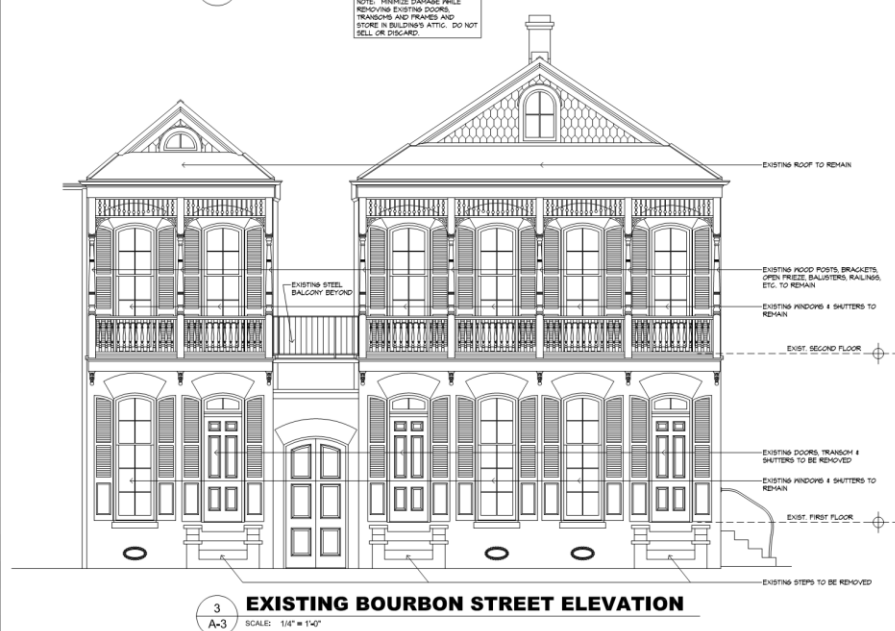 NOTE: MINIMIZE DAMAGE WHILE
REMOVING EXISTING DOORS,
TRANSOMS AND FRAMES AND
STORE IN BUILDING'S ATTIC. DO NOT
SELL OR DISCARD.
EXISTING ROOF TO REMAIN
EXISTING WOOD POSTS, BRACKETS,
OPEN FRIEZE, BALUSTERS, RAILINGS,
ETC. TO REMAIN
EXISTING STEEL
BALCONY BEYOND
EXISTING WINDOWS & SHUTTERS TO
REMAIN
EXIST. SECOND FLOOR
EXISTING DOORS, TRANSOM &
SHUTTERS TO BE REMOVED
EXISTING WINDOWS & SHUTTERS TO
REMAIN
EXIST. FIRST FLOOR
EXISTING STEPS TO BE REMOVED
3
A-3
EXISTING BOURBON STREET ELEVATION
SCALE: 1/4" = 1'-0"